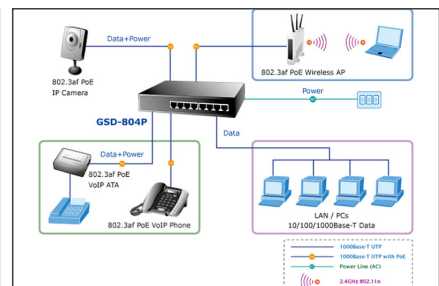 Data+Power
802.3af PoE
IP Camera
802.3af PoE Wireless AP
Power
GSD-804P
Data
Data+Power
802.3af PoE
VoIP ATA
802.3af PoE VoIP Phone
LAN / PCs
10/100/1000Base-T Data
1000Base-T UTP
1000Base-T UTP with PoE
Power Line (AC)
2.4GHz 802.11n